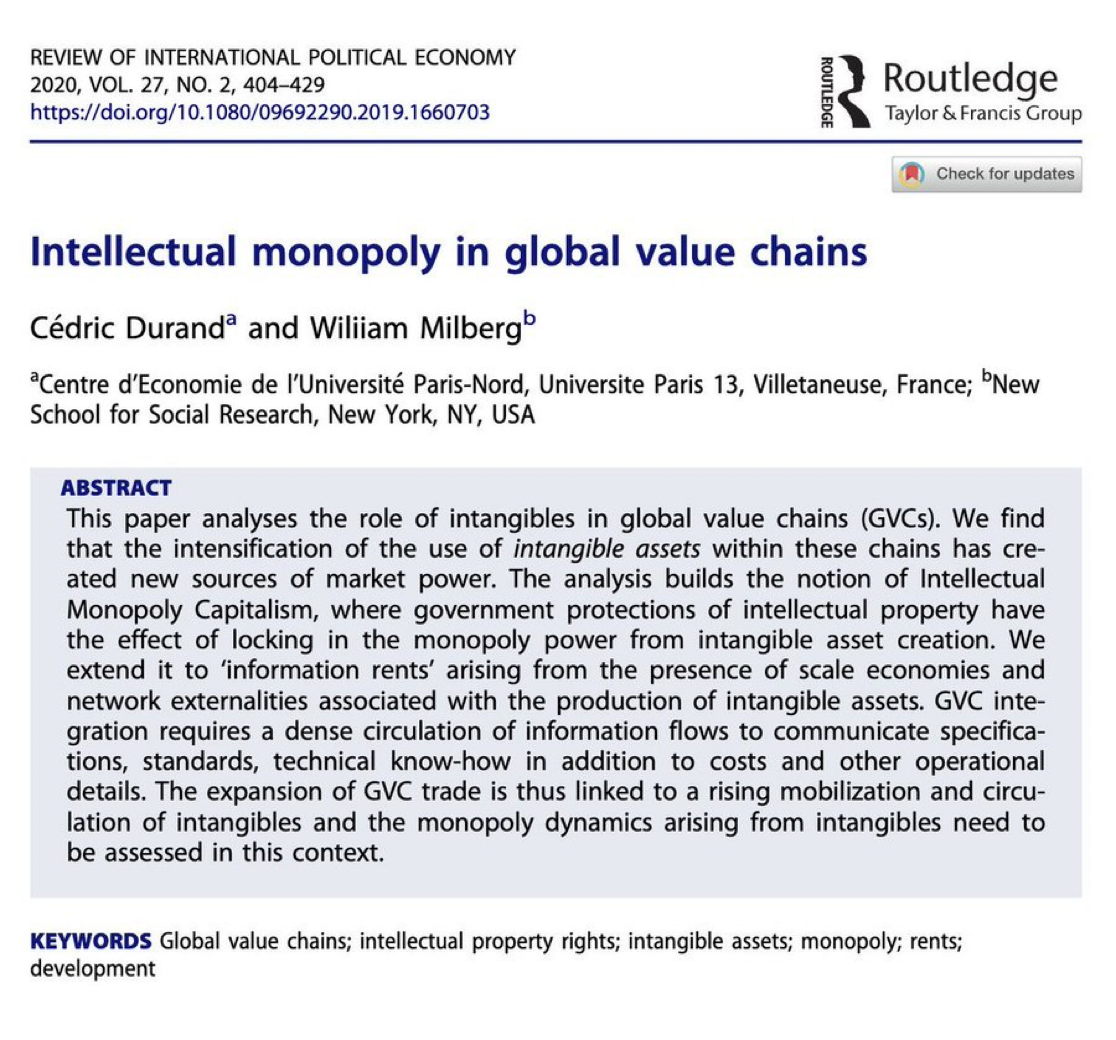 REVIEW OF INTERNATIONAL POLITICAL ECONOMY
2020, VOL. 27, NO. 2, 404–429
https://doi.org/10.1080/09692290.2019.1660703
ROUTLEDGE
Routledge
Taylor & Francis Group
Check for updates
Intellectual monopoly in global value chains
Cédric Durandᵃ and Wiliiam Milbergᵇ
ᵃCentre d’Economie de l’Université Paris-Nord, Universite Paris 13, Villetaneuse, France; ᵇNew
School for Social Research, New York, NY, USA
ABSTRACT
This paper analyses the role of intangibles in global value chains (GVCs). We find
that the intensification of the use of intangible assets within these chains has cre-
ated new sources of market power. The analysis builds the notion of Intellectual
Monopoly Capitalism, where government protections of intellectual property have
the effect of locking in the monopoly power from intangible asset creation. We
extend it to ‘information rents’ arising from the presence of scale economies and
network externalities associated with the production of intangible assets. GVC inte-
gration requires a dense circulation of information flows to communicate specifica-
tions, standards, technical know-how in addition to costs and other operational
details. The expansion of GVC trade is thus linked to a rising mobilization and circu-
lation of intangibles and the monopoly dynamics arising from intangibles need to
be assessed in this context.
KEYWORDS Global value chains; intellectual property rights; intangible assets; monopoly; rents;
development